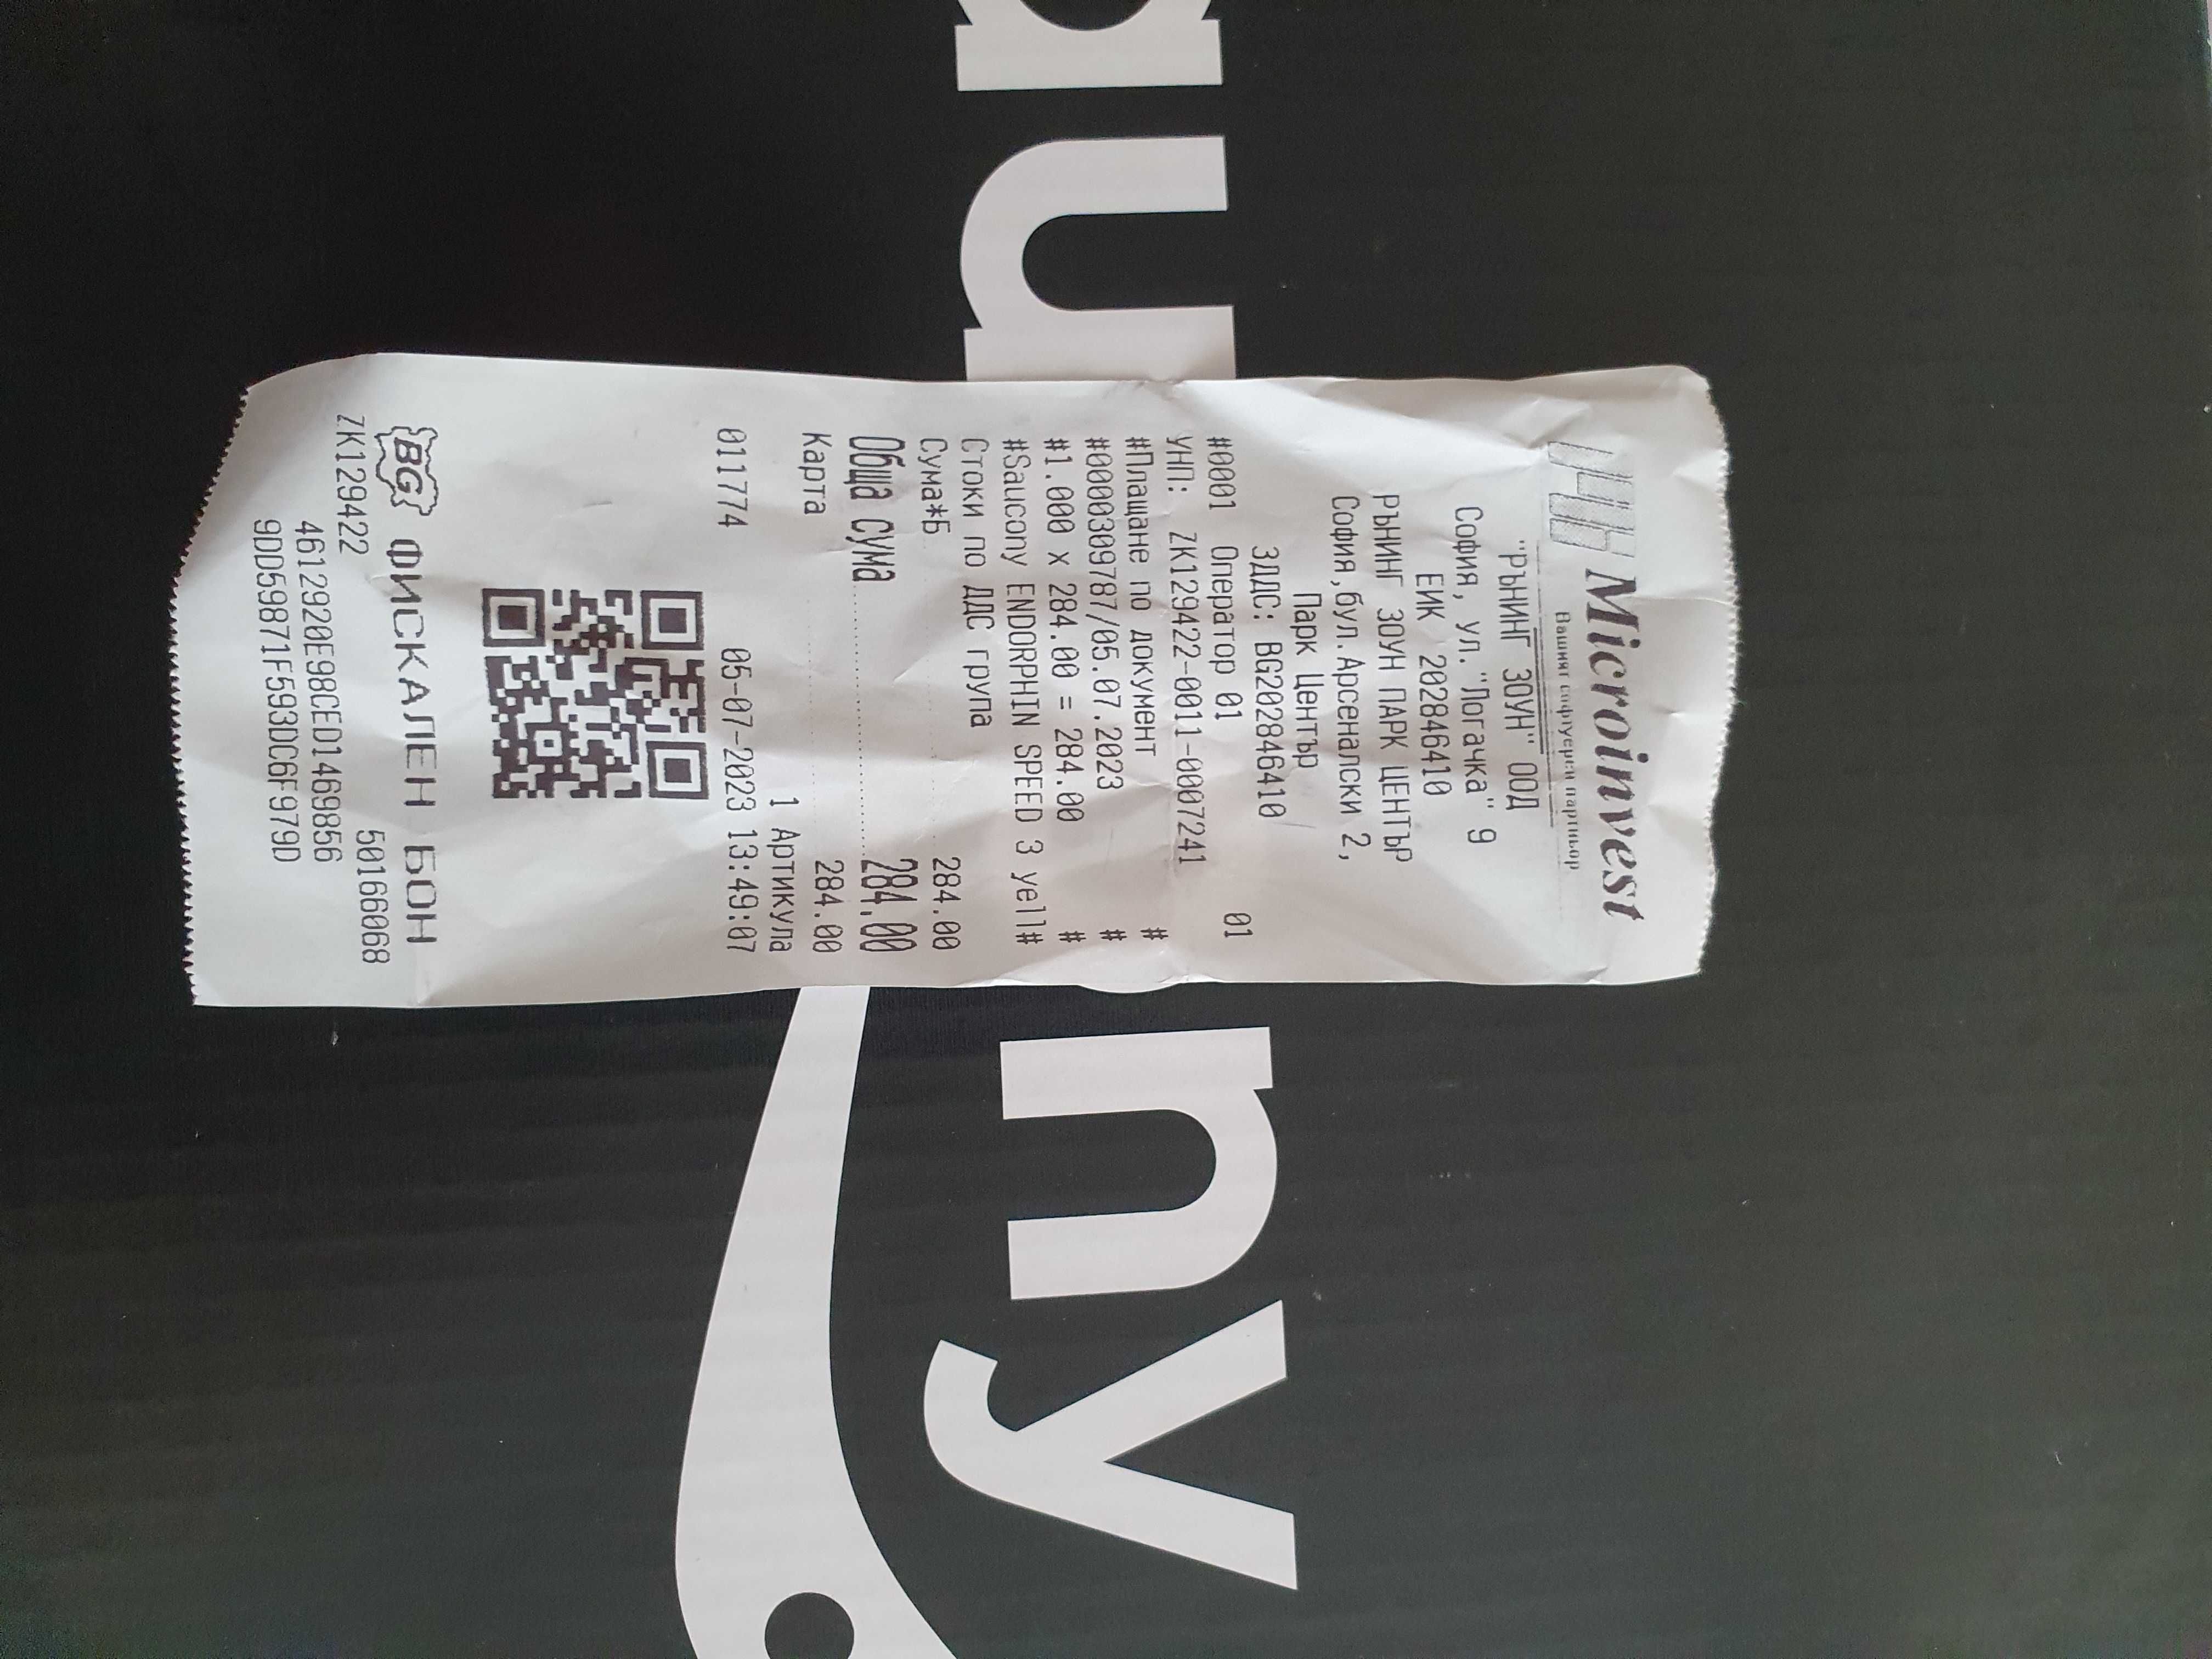 Microinvest
Вашият софтуерен партньор
"РЪНИНГ ЗОУН" ООД
София, ул."Логачка" 9
ЕИК 202846410
РЪНИНГ ЗОУН ПАРК ЦЕНТЪР
София,бул.Арсеналски 2,
Парк Център
ЗДДС: BG202846410
#0001 Оператор 01 01
УНП: ZK129422-0011-0007241
#Плащане по документ #
#0000309787/05.07.2023 #
#1.000 x 284.00 = 284.00 #
#Saucony ENDORPHIN SPEED 3 yell#
Стоки по ДДС група
Сума*Б 284.00
Обща сума 284.00
Карта 284.00
1 Артикула
011774 05-07-2023 13:49:07
BG ФИСКАЛЕН БОН
ZK129422 50166068
4612920E98CED1469856
9DD59871F593DC6F979D
ny